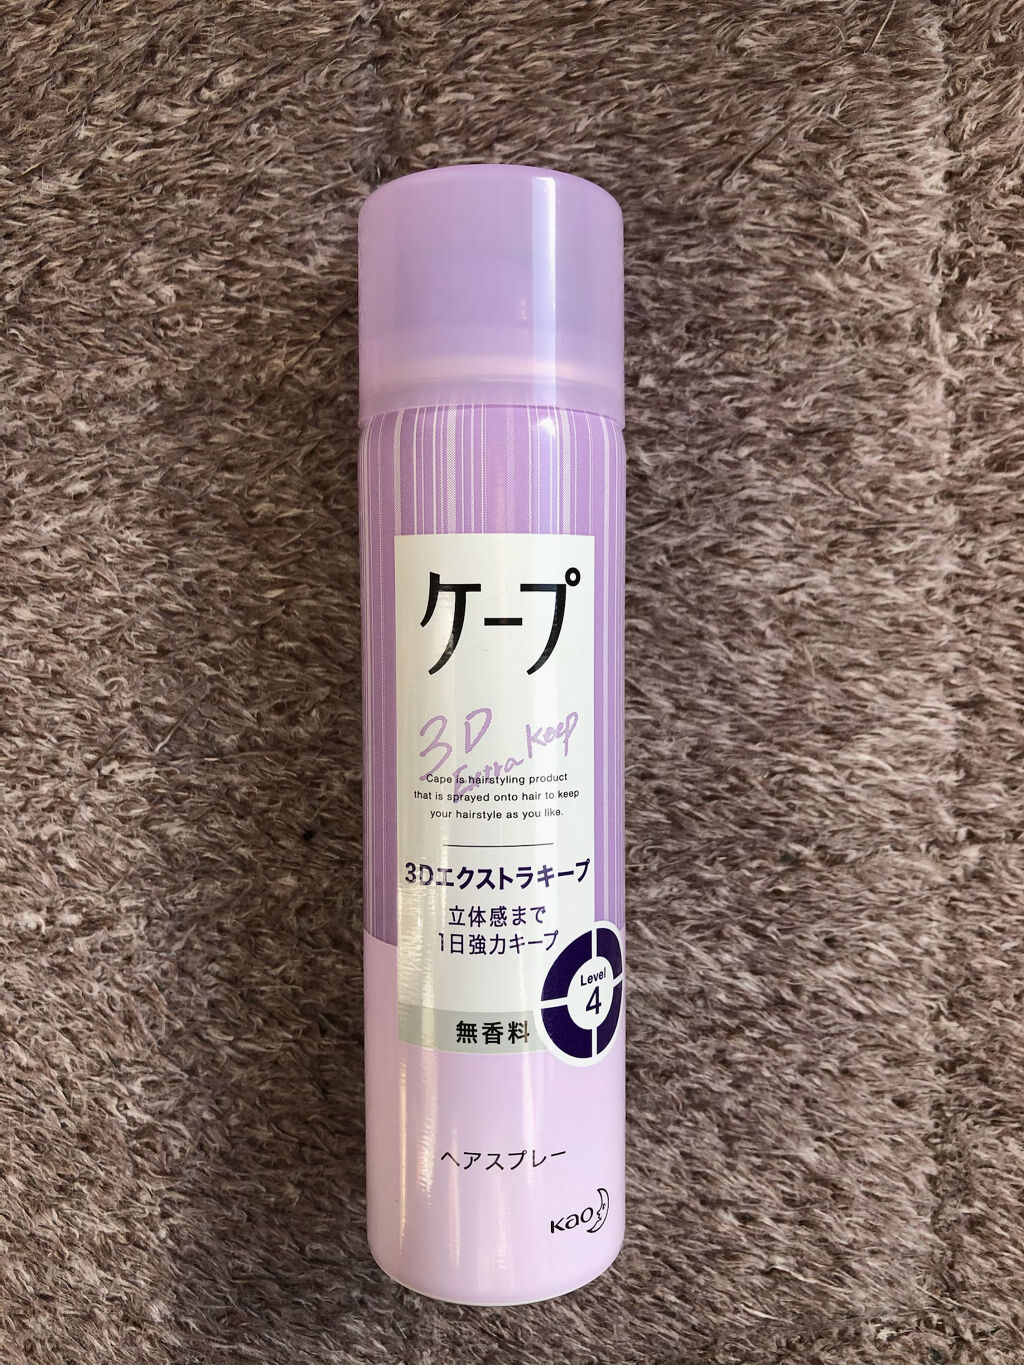 ケープ
3D
Extra Keep
Cape is hairstyling product
that is sprayed onto hair to keep
your hairstyle as you like.
3Dエクストラキープ
立体感まで
1日強力キープ
Level
4
無香料
ヘアスプレー
Kao